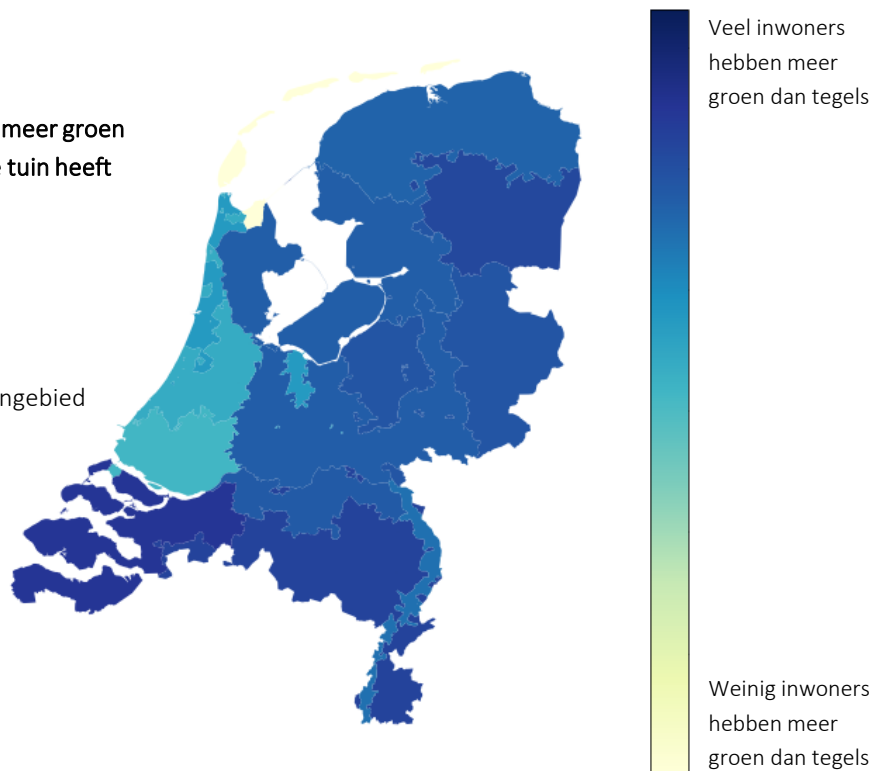 meer groen
tuin heeft
ngebied
Veel inwoners
hebben meer
groen dan tegels
Weinig inwoners
hebben meer
groen dan tegels